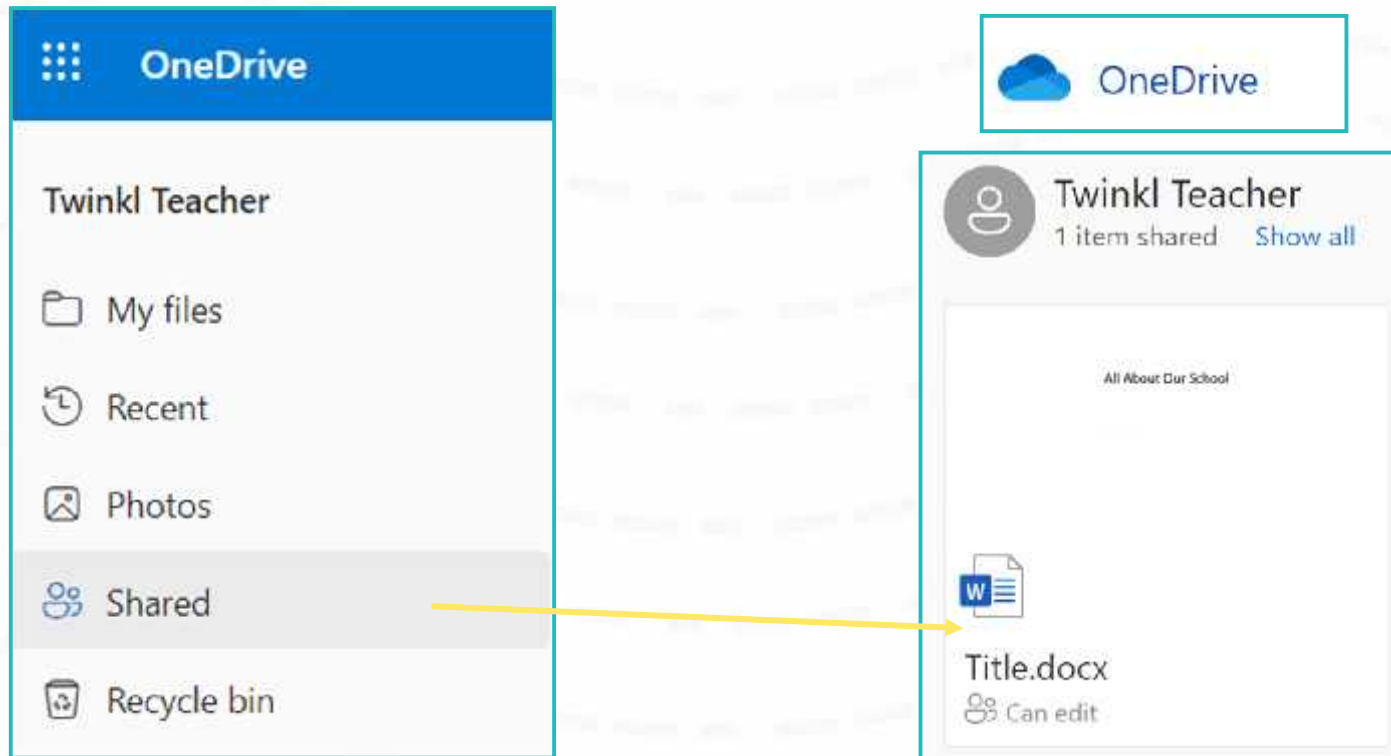 OneDrive
Twinkl Teacher
My files
Recent
Photos
Shared
Recycle bin
OneDrive
Twinkl Teacher
1 item shared Show all
All About Our School
W
Title.docx
Can edit